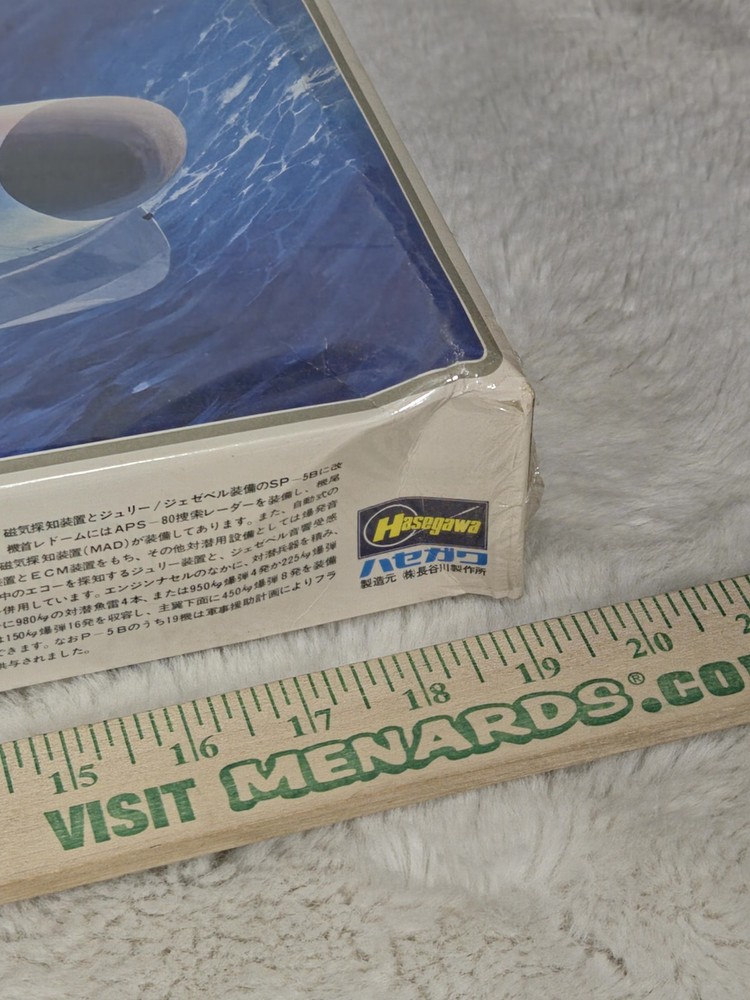 磁気探知装置とジュリー/ジェゼベル装備のSP-5Bに改
機首レドームにはAPS-80捜索レーダーを装備し、機尾
磁気探知装置(MAD)が装備してあります。また、自動式の
装置とECM装置をもち、その他対潜用設備としては爆発音
中のエコーを探知するジュリー装置と、ジェゼベル音響受感
併用しています。エンジンナセルのなかに、対潜兵器を積み、
に980㎏の対潜魚雷4本、または950㎏爆弾4発か225㎏爆弾
は150㎏爆弾16発を収容し、主翼下面に450㎏爆弾8発を装備
できます。なおP-5Bのうち19機は軍事援助計画によりフラ
供与されました。
Hasegawa
ハセガワ
製造元 ㈱長谷川製作所
15 16 17 18 19 20
VISIT MENARDS®.CO